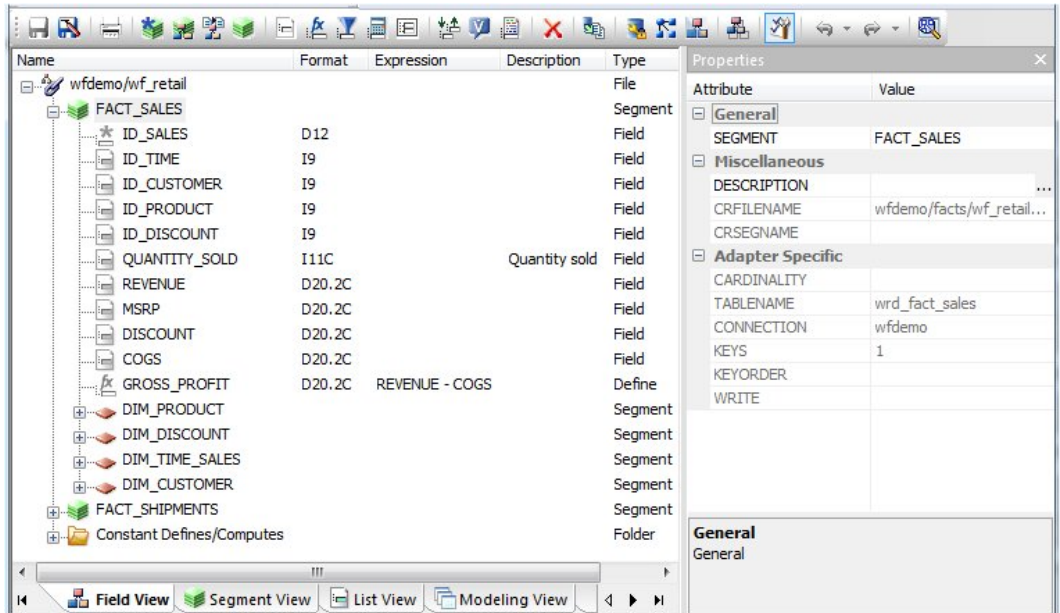 Name Format Expression Description Type
wfdemo/wf_retail File
FACT_SALES Segment
ID_SALES D12 Field
ID_TIME I9 Field
ID_CUSTOMER I9 Field
ID_PRODUCT I9 Field
ID_DISCOUNT I9 Field
QUANTITY_SOLD I11C Quantity sold Field
REVENUE D20.2C Field
MSRP D20.2C Field
DISCOUNT D20.2C Field
COGS D20.2C Field
GROSS_PROFIT D20.2C REVENUE - COGS Define
DIM_PRODUCT Segment
DIM_DISCOUNT Segment
DIM_TIME_SALES Segment
DIM_CUSTOMER Segment
FACT_SHIPMENTS Segment
Constant Defines/Computes Folder
Field View Segment View List View Modeling View
Properties
Attribute Value
General
SEGMENT FACT_SALES
Miscellaneous
DESCRIPTION ...
CRFILENAME wfdemo/facts/wf_retail...
CRSEGNAME
Adapter Specific
CARDINALITY
TABLENAME wrd_fact_sales
CONNECTION wfdemo
KEYS 1
KEYORDER
WRITE
General
General